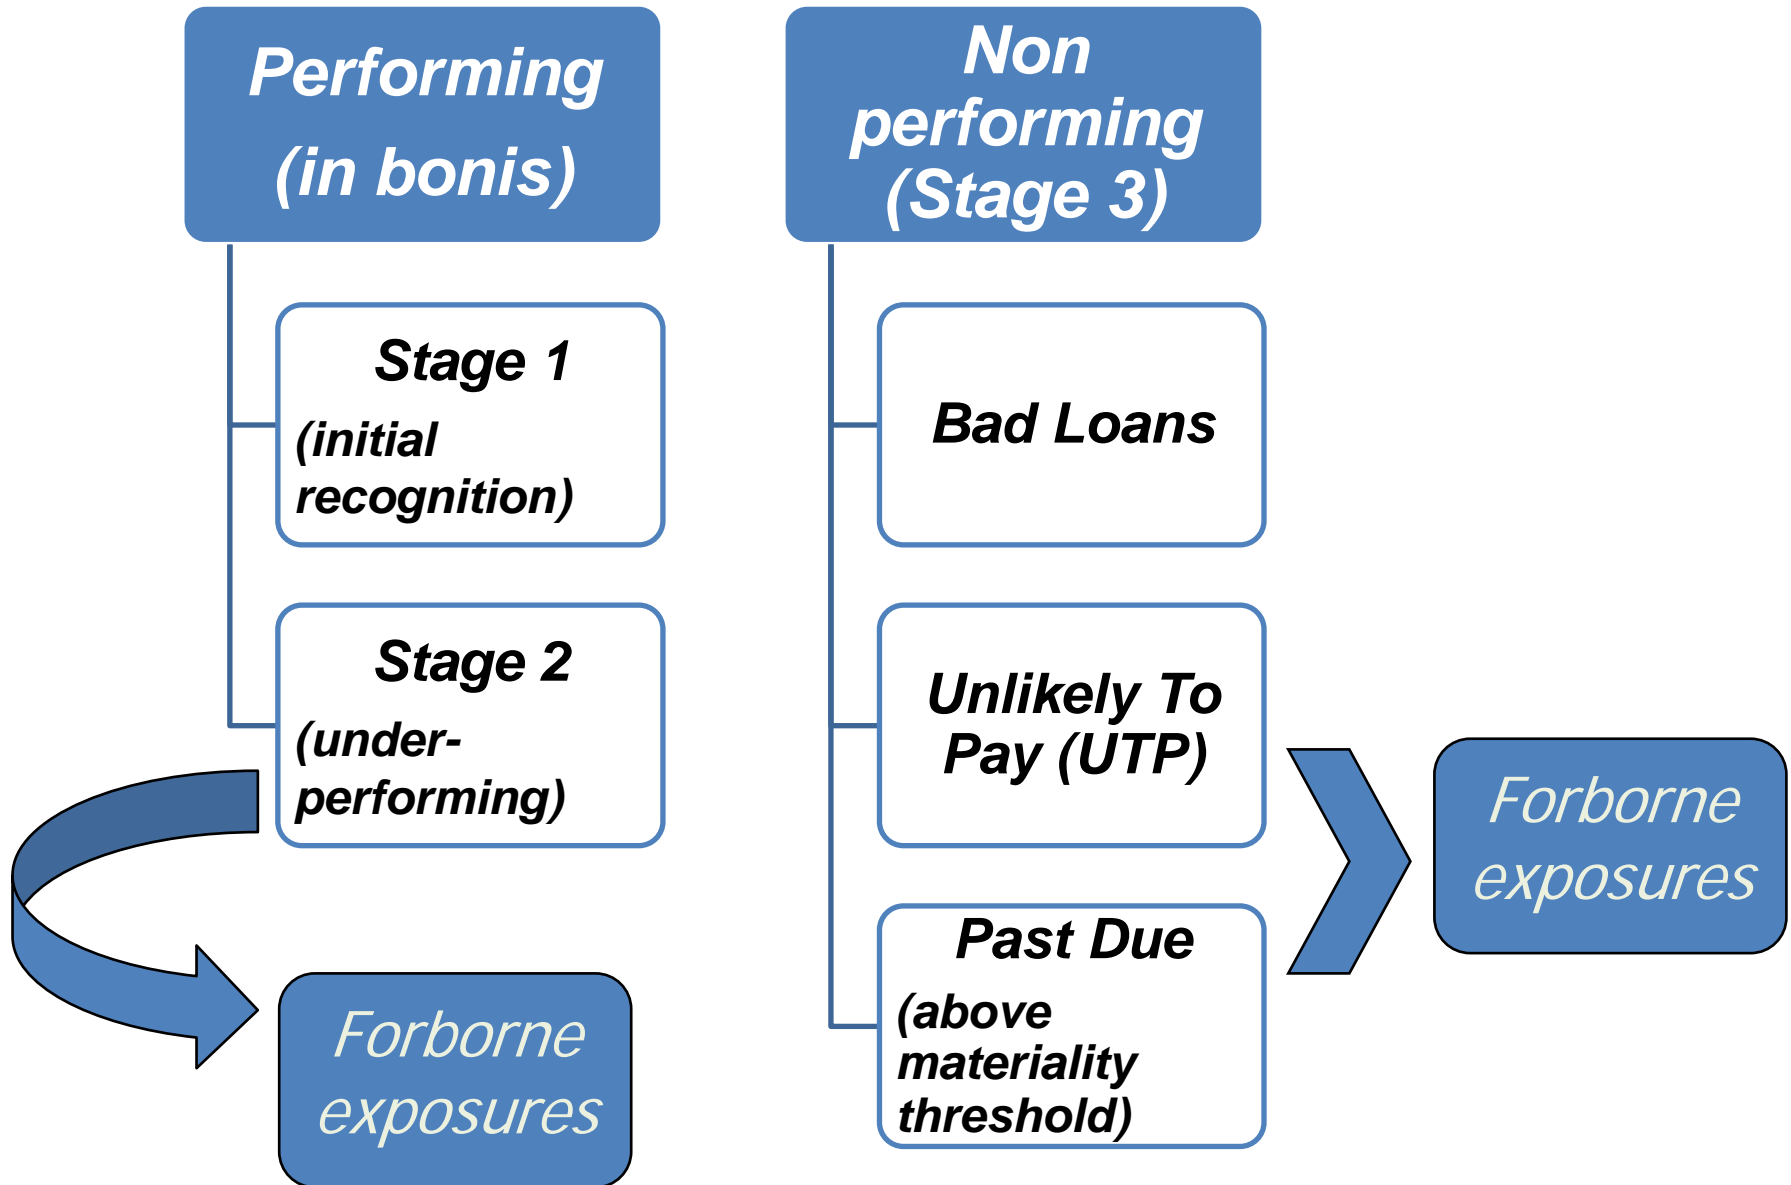 Performing
(in bonis)
Stage 1
(initial
recognition)
Stage 2
(under-
performing)
Forborne
exposures
Non
performing
(Stage 3)
Bad Loans
Unlikely To
Pay (UTP)
Past Due
(above
materiality
threshold)
Forborne
exposures